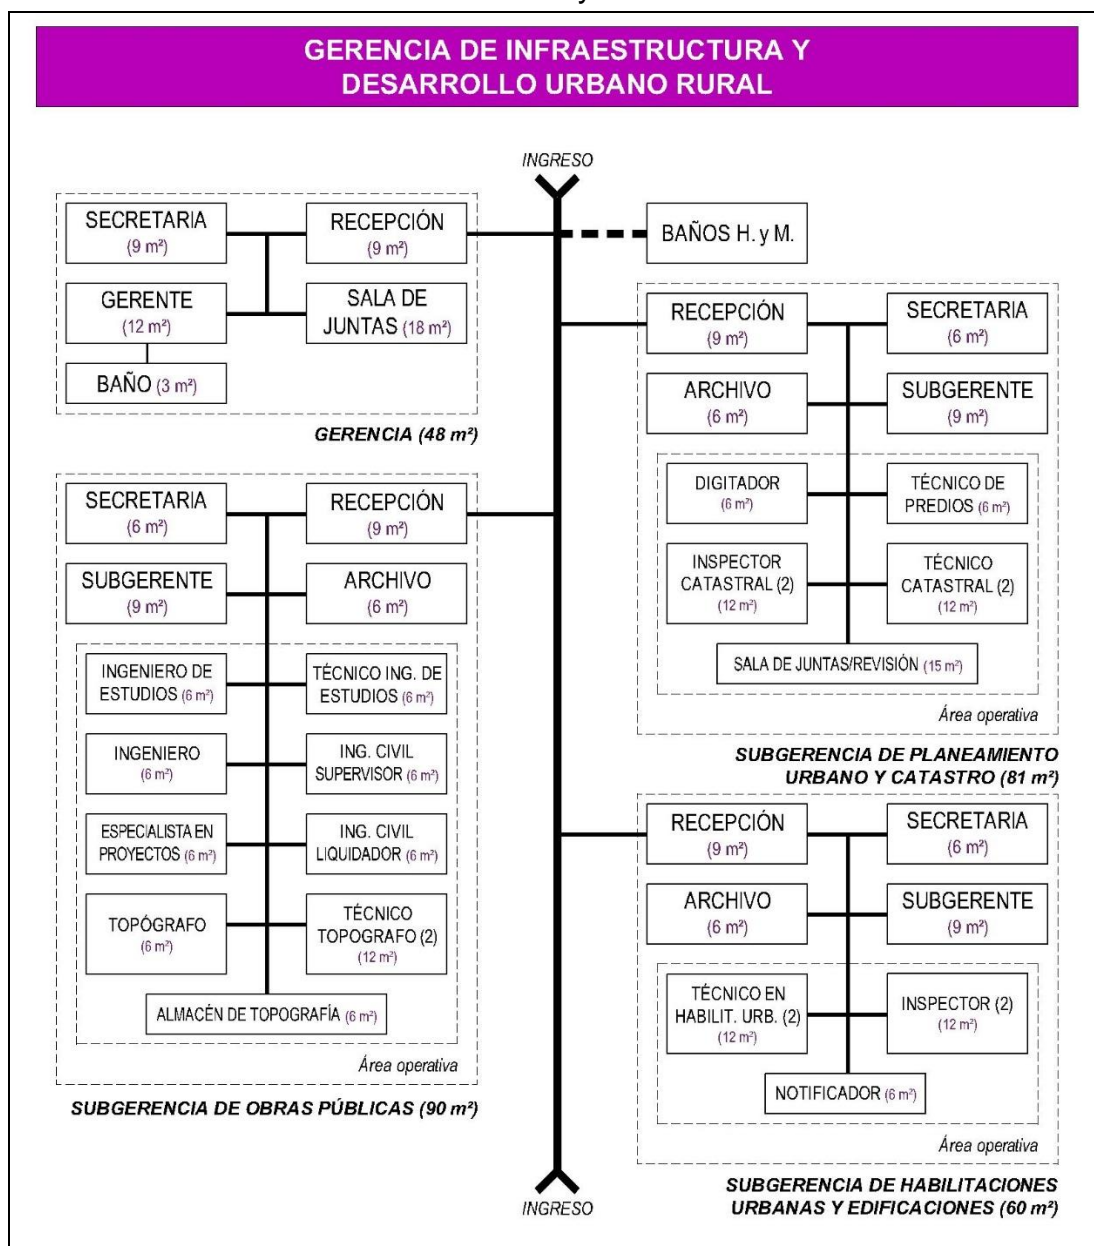 GERENCIA DE INFRAESTRUCTURA Y
DESARROLLO URBANO RURAL
INGRESO
SECRETARIA
(9 m²)
RECEPCIÓN
(9 m²)
GERENTE
(12 m²)
SALA DE
JUNTAS (18 m²)
BAÑO (3 m²)
GERENCIA (48 m²)
BAÑOS H. y M.
RECEPCIÓN
(9 m²)
SECRETARIA
(6 m²)
ARCHIVO
(6 m²)
SUBGERENTE
(9 m²)
DIGITADOR
(6 m²)
TÉCNICO DE
PREDIOS (6 m²)
INSPECTOR
CATASTRAL (2)
(12 m²)
TÉCNICO
CATASTRAL (2)
(12 m²)
SALA DE JUNTAS/REVISIÓN (15 m²)
Área operativa
SUBGERENCIA DE PLANEAMIENTO
URBANO Y CATASTRO (81 m²)
SECRETARIA
(6 m²)
RECEPCIÓN
(9 m²)
SUBGERENTE
(9 m²)
ARCHIVO
(6 m²)
INGENIERO DE
ESTUDIOS (6 m²)
TÉCNICO ING. DE
ESTUDIOS (6 m²)
INGENIERO
(6 m²)
ING. CIVIL
SUPERVISOR (6 m²)
ESPECIALISTA EN
PROYECTOS (6 m²)
ING. CIVIL
LIQUIDADOR (6 m²)
TOPÓGRAFO
(6 m²)
TÉCNICO
TOPOGRAFO (2)
(12 m²)
ALMACÉN DE TOPOGRAFÍA (6 m²)
Área operativa
SUBGERENCIA DE OBRAS PÚBLICAS (90 m²)
RECEPCIÓN
(9 m²)
SECRETARIA
(6 m²)
ARCHIVO
(6 m²)
SUBGERENTE
(9 m²)
TÉCNICO EN
HABILIT. URB. (2)
(12 m²)
INSPECTOR (2)
(12 m²)
NOTIFICADOR (6 m²)
Área operativa
SUBGERENCIA DE HABILITACIONES
URBANAS Y EDIFICACIONES (60 m²)
INGRESO